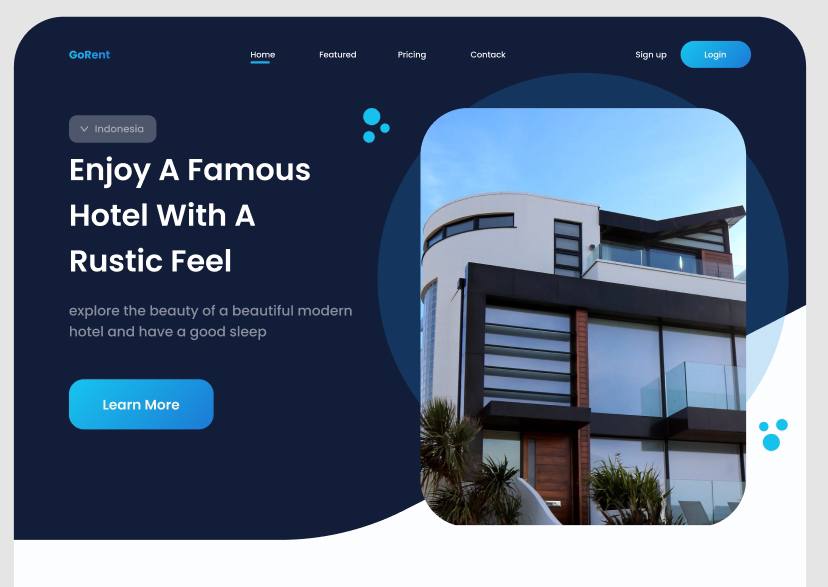 GoRent
Home Featured Pricing Contack
Sign up Login
Indonesia
Enjoy A Famous
Hotel With A
Rustic Feel
explore the beauty of a beautiful modern
hotel and have a good sleep
Learn More